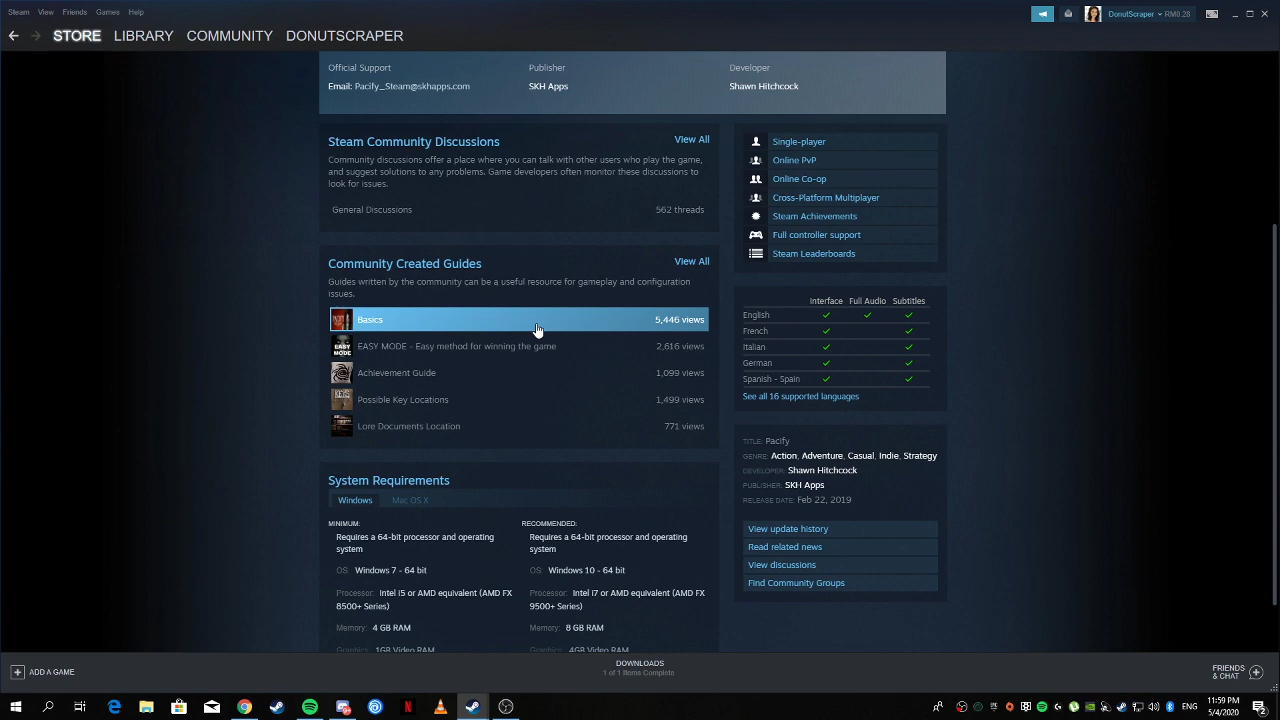 Steam View Friends Games Help
DonutScraper RM0.28
STORE LIBRARY COMMUNITY DONUTSCRAPER
Official Support Publisher Developer
Email: Pacify_Steam@skhapps.com SKH Apps Shawn Hitchcock
Steam Community Discussions View All
Community discussions offer a place where you can talk with other users who play the game,
and suggest solutions to any problems. Game developers often monitor these discussions to
look for issues.
General Discussions 562 threads
Community Created Guides View All
Guides written by the community can be a useful resource for gameplay and configuration
issues.
Basics 5,446 views
EASY MODE
EASY MODE - Easy method for winning the game 2,616 views
Achievement Guide 1,099 views
KEYS
Possible Key Locations 1,499 views
Lore Documents Location 771 views
System Requirements
Windows Mac OS X
MINIMUM:
Requires a 64-bit processor and operating
system
OS: Windows 7 - 64 bit
Processor: Intel i5 or AMD equivalent (AMD FX
8500+ Series)
Memory: 4 GB RAM
Graphics: 1GB Video RAM
RECOMMENDED:
Requires a 64-bit processor and operating
system
OS: Windows 10 - 64 bit
Processor: Intel i7 or AMD equivalent (AMD FX
9500+ Series)
Memory: 8 GB RAM
Graphics: 4GB Video RAM
Single-player
Online PvP
Online Co-op
Cross-Platform Multiplayer
Steam Achievements
Full controller support
Steam Leaderboards
Interface Full Audio Subtitles
English
French
Italian
German
Spanish - Spain
See all 16 supported languages
TITLE: Pacify
GENRE: Action, Adventure, Casual, Indie, Strategy
DEVELOPER: Shawn Hitchcock
PUBLISHER: SKH Apps
RELEASE DATE: Feb 22, 2019
View update history
Read related news
View discussions
Find Community Groups
ADD A GAME
DOWNLOADS
1 of 1 Items Complete
FRIENDS
& CHAT
11:59 PM
5/4/2020